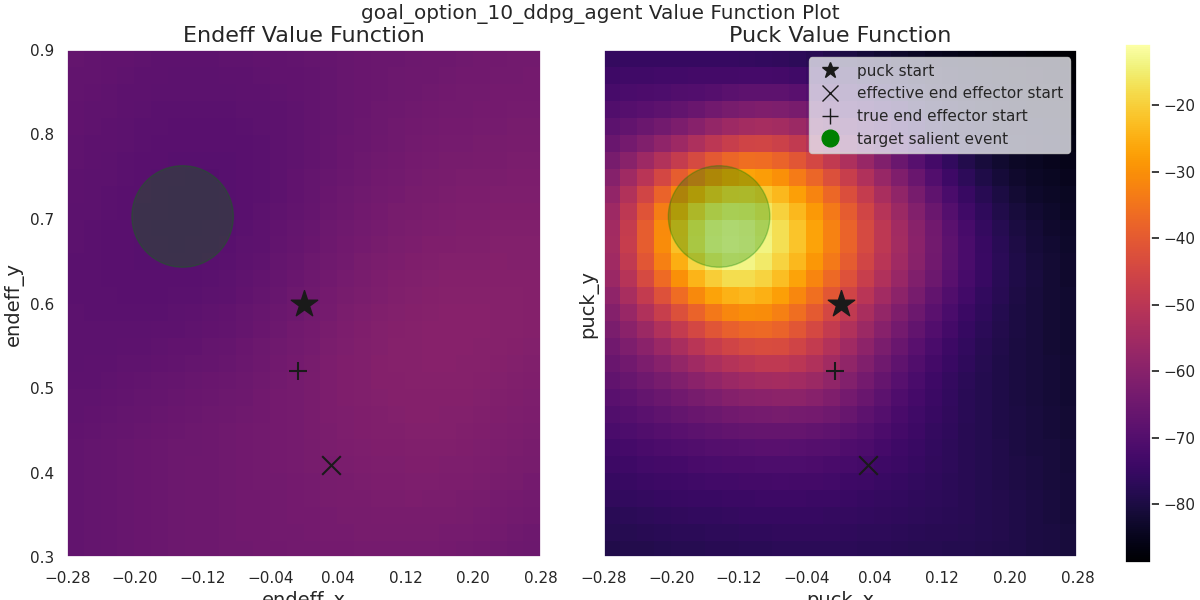 goal_option_10_ddpg_agent Value Function Plot
Endeff Value Function
Puck Value Function
0.9
0.8
0.7
0.6
0.5
0.4
0.3
endeff_y
−0.28 −0.20 −0.12 −0.04 0.04 0.12 0.20 0.28
endeff_x
puck start
effective end effector start
true end effector start
target salient event
puck_y
−0.28 −0.20 −0.12 −0.04 0.04 0.12 0.20 0.28
puck_x
−20
−30
−40
−50
−60
−70
−80